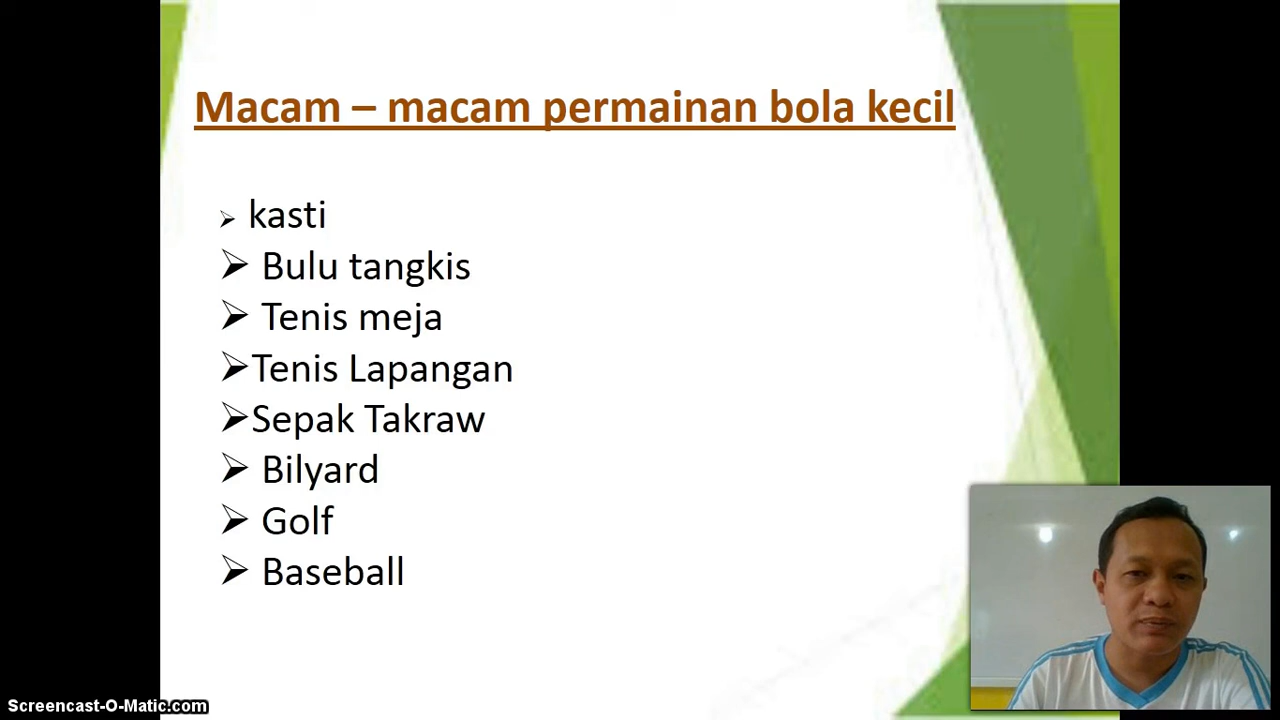 Macam – macam permainan bola kecil
kasti
Bulu tangkis
Tenis meja
Tenis Lapangan
Sepak Takraw
Bilyard
Golf
Baseball
Screencast-O-Matic.com